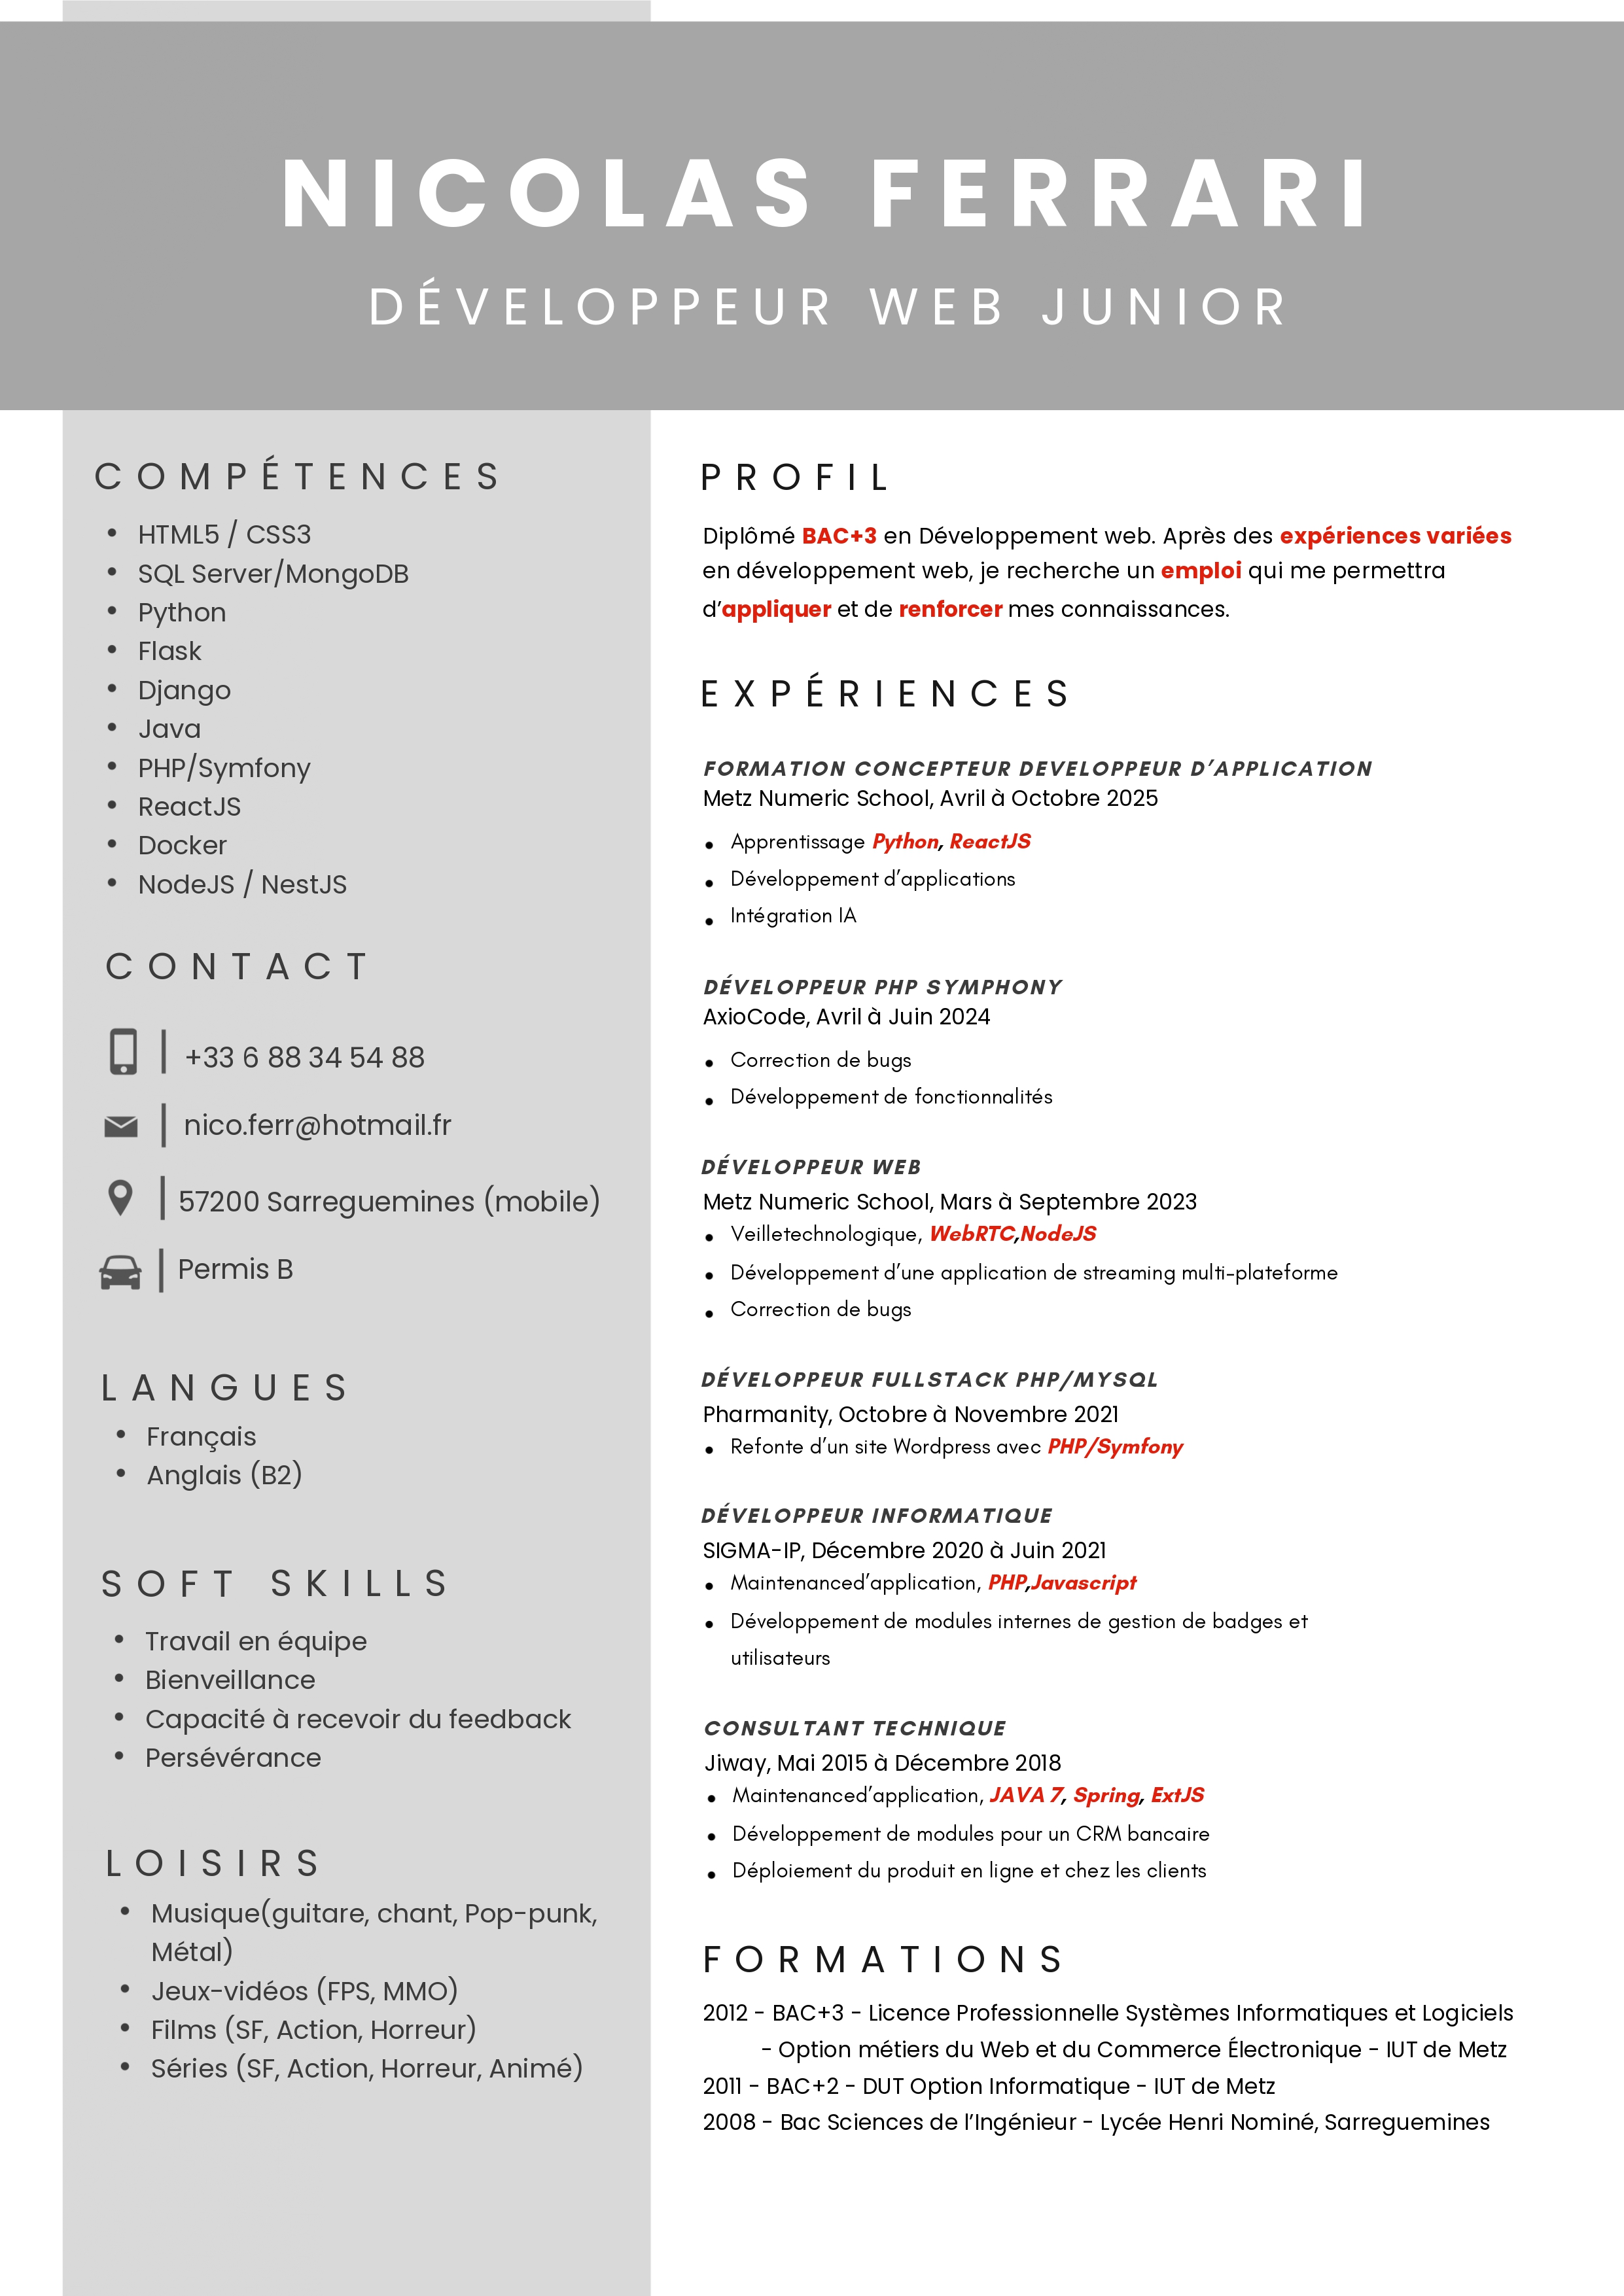 NICOLAS FERRARI
DÉVELOPPEUR WEB JUNIOR
COMPÉTENCES
• HTML5 / CSS3
• SQL Server/MongoDB
• Python
• Flask
• Django
• Java
• PHP/Symfony
• ReactJS
• Docker
• NodeJS / NestJS
CONTACT
+33 6 88 34 54 88
nico.ferr@hotmail.fr
57200 Sarreguemines (mobile)
Permis B
LANGUES
• Français
• Anglais (B2)
SOFT SKILLS
• Travail en équipe
• Bienveillance
• Capacité à recevoir du feedback
• Persévérance
LOISIRS
• Musique(guitare, chant, Pop-punk,
Métal)
• Jeux-vidéos (FPS, MMO)
• Films (SF, Action, Horreur)
• Séries (SF, Action, Horreur, Animé)
PROFIL
Diplômé BAC+3 en Développement web. Après des expériences variées
en développement web, je recherche un emploi qui me permettra
d'appliquer et de renforcer mes connaissances.
EXPÉRIENCES
FORMATION CONCEPTEUR DEVELOPPEUR D'APPLICATION
Metz Numeric School, Avril à Octobre 2025
• Apprentissage Python, ReactJS
• Développement d'applications
• Intégration IA
DÉVELOPPEUR PHP SYMPHONY
AxioCode, Avril à Juin 2024
• Correction de bugs
• Développement de fonctionnalités
DÉVELOPPEUR WEB
Metz Numeric School, Mars à Septembre 2023
• Veilletechnologique, WebRTC,NodeJS
• Développement d'une application de streaming multi-plateforme
• Correction de bugs
DÉVELOPPEUR FULLSTACK PHP/MYSQL
Pharmanity, Octobre à Novembre 2021
• Refonte d'un site Wordpress avec PHP/Symfony
DÉVELOPPEUR INFORMATIQUE
SIGMA-IP, Décembre 2020 à Juin 2021
• Maintenanced'application, PHP,Javascript
• Développement de modules internes de gestion de badges et
utilisateurs
CONSULTANT TECHNIQUE
Jiway, Mai 2015 à Décembre 2018
• Maintenanced'application, JAVA 7, Spring, ExtJS
• Développement de modules pour un CRM bancaire
• Déploiement du produit en ligne et chez les clients
FORMATIONS
2012 - BAC+3 - Licence Professionnelle Systèmes Informatiques et Logiciels
- Option métiers du Web et du Commerce Électronique - IUT de Metz
2011 - BAC+2 - DUT Option Informatique - IUT de Metz
2008 - Bac Sciences de l'Ingénieur - Lycée Henri Nominé, Sarreguemines